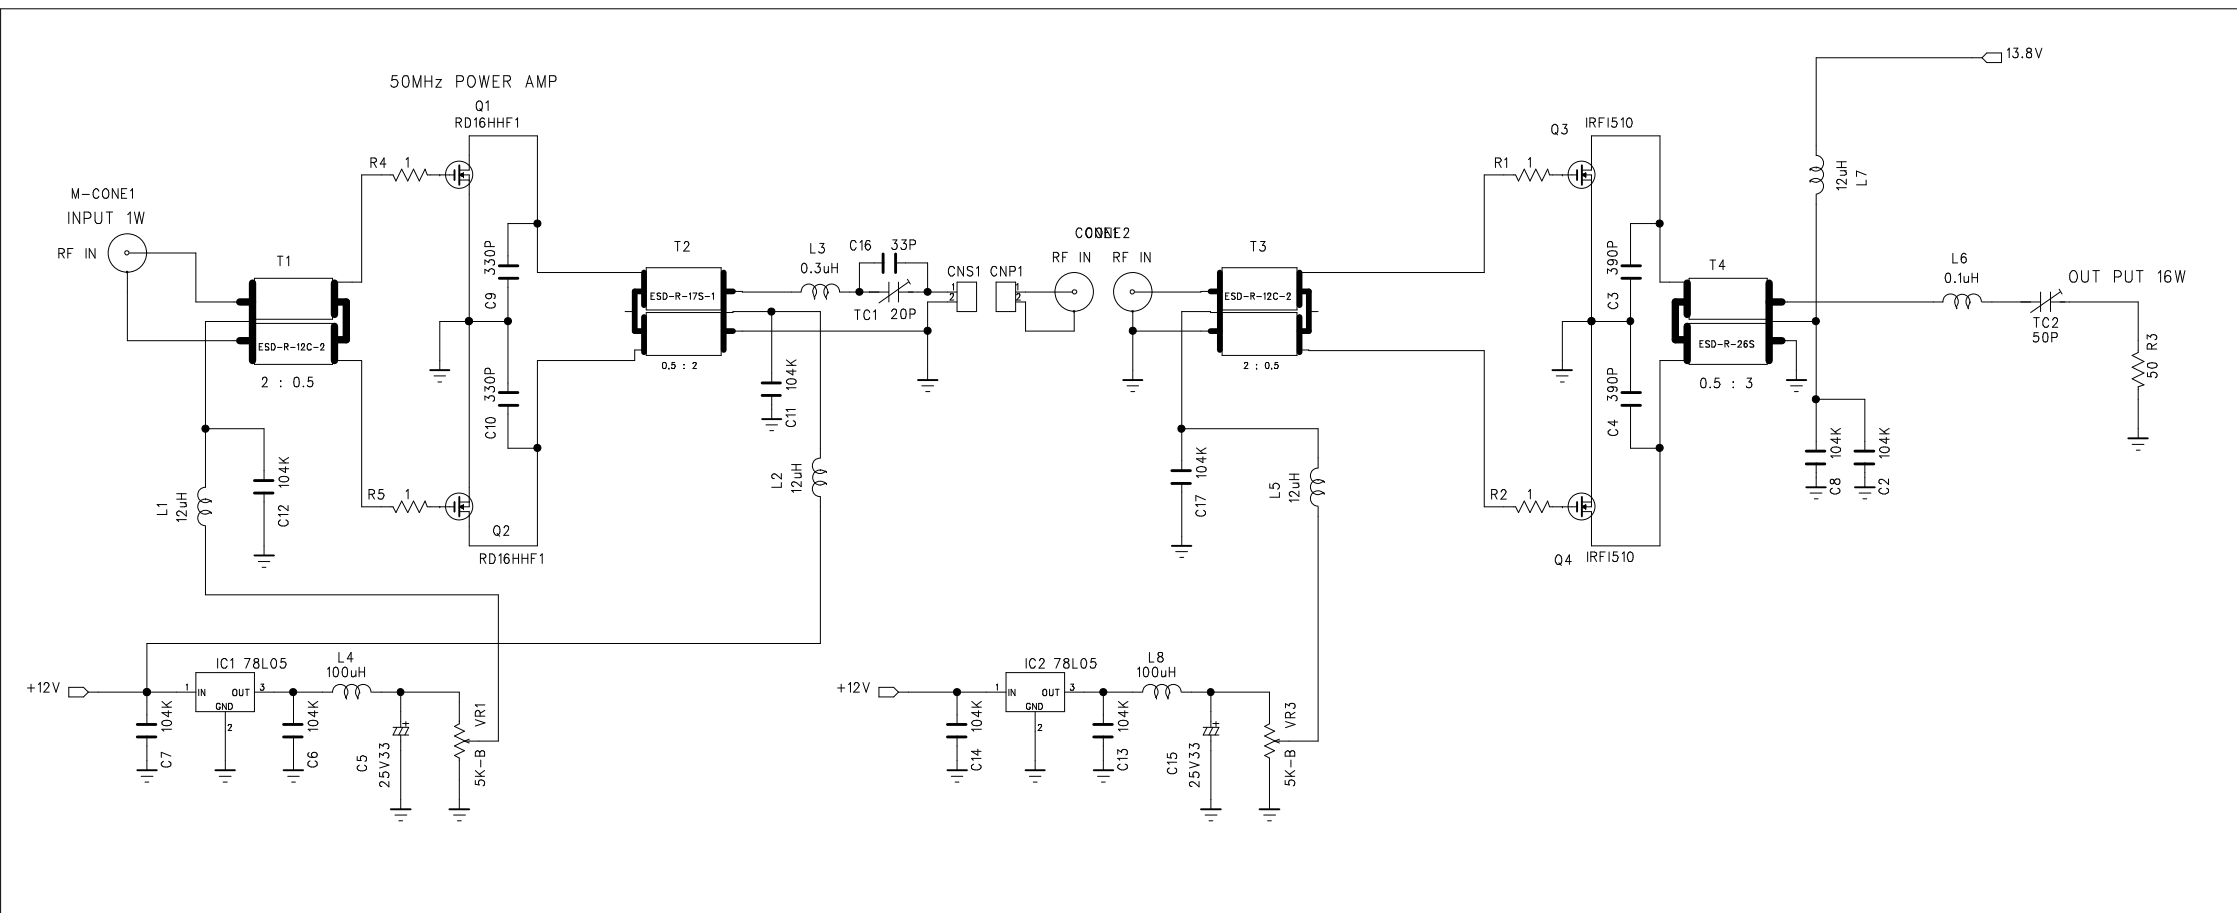 50MHz POWER AMP
13.8V
Q1
RD16HHF1
Q3
IRFI510
R4
1
R1
1
12uH
L7
M-CONE1
INPUT 1W
RF IN
T1
ESD-R-12C-2
2 : 0.5
330P
C9
330P
C10
T2
ESD-R-17S-1
0.5 : 2
L3
0.3uH
C16
33P
TC1
20P
CNS1
1
2
CNP1
1
2
RF IN
RF IN
T3
ESD-R-12C-2
2 : 0.5
390P
C3
390P
C4
T4
ESD-R-26S
0.5 : 3
L6
0.1uH
OUT PUT 16W
TC2
50P
50
R3
104K
C11
L1
12uH
104K
C12
R5
1
Q2
RD16HHF1
L2
12uH
104K
C17
L5
12uH
R2
1
Q4
IRFI510
104K
C8
104K
C2
+12V
IC1 78L05
1
IN
OUT
3
GND
2
L4
100uH
104K
C7
104K
C6
C5
25V33
VR1
5K-B
+12V
IC2 78L05
1
IN
OUT
3
GND
2
L8
100uH
104K
C14
104K
C13
C15
25V33
VR3
5K-B